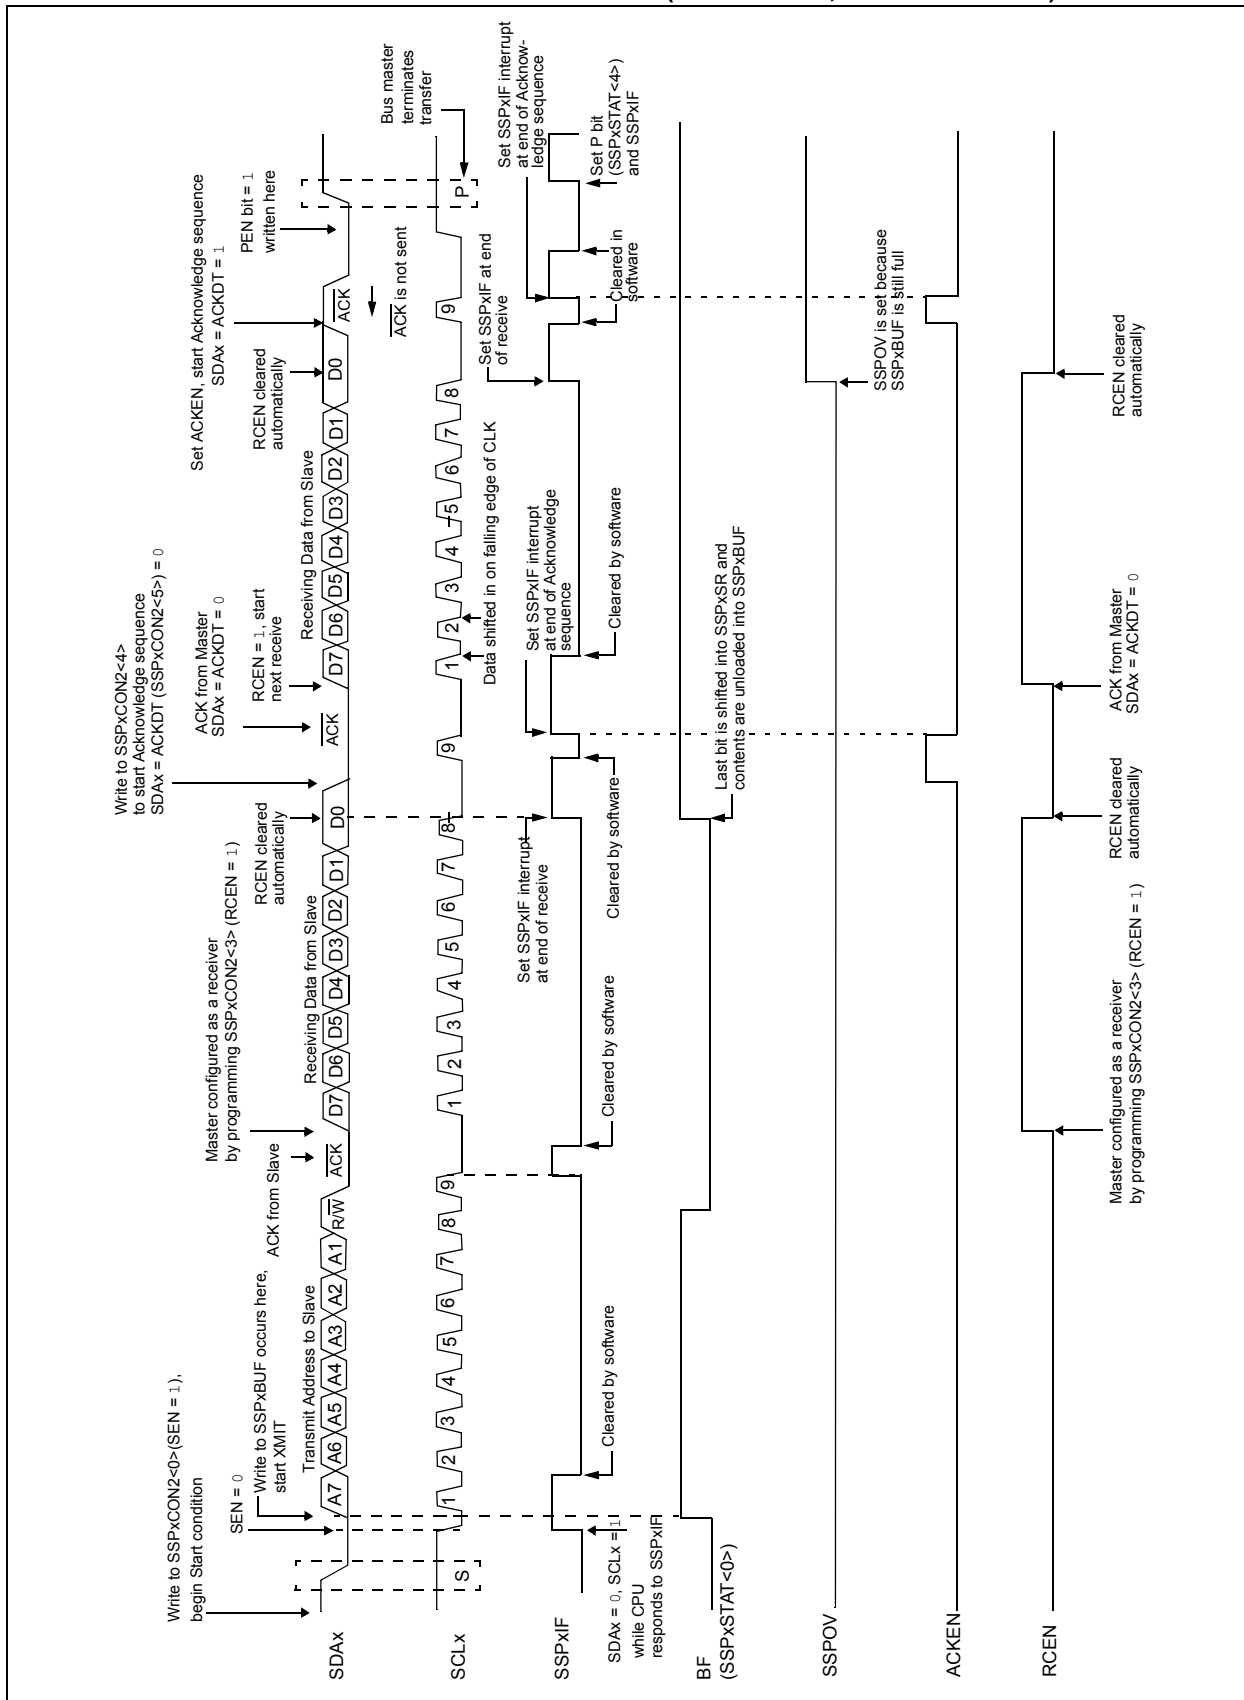 Write to SSPxCON2<0>(SEN = 1),
begin Start condition
SEN = 0
Write to SSPxBUF occurs here,
start XMIT
ACK from Slave
Master configured as a receiver
by programming SSPxCON2<3> (RCEN = 1)
RCEN cleared
automatically
Write to SSPxCON2<4>
to start Acknowledge sequence
SDAx = ACKDT (SSPxCON2<5>) = 0
ACK from Master
SDAx = ACKDT = 0
RCEN = 1, start
next receive
RCEN cleared
automatically
Set ACKEN, start Acknowledge sequence
SDAx = ACKDT = 1
PEN bit = 1
written here
Transmit Address to Slave
Receiving Data from Slave
Receiving Data from Slave
SDAx
A7 A6 A5 A4 A3 A2 A1 R/W ACK D7 D6 D5 D4 D3 D2 D1 D0 ACK D7 D6 D5 D4 D3 D2 D1 D0 ACK
ACK is not sent
Bus master
terminates
transfer
SCLx
S 1 2 3 4 5 6 7 8 9 1 2 3 4 5 6 7 8 9 1 2 3 4 5 6 7 8 9 P
Data shifted in on falling edge of CLK
Set SSPxIF interrupt
at end of receive
Set SSPxIF interrupt
at end of Acknowledge
sequence
Set SSPxIF at end
of receive
Set SSPxIF interrupt
at end of Acknow-
ledge sequence
SSPxIF
SDAx = 0, SCLx = 1
while CPU
responds to SSPxIF
Cleared by software
Cleared by software
Cleared by software
Cleared by software
Cleared in
software
Set P bit
(SSPxSTAT<4>)
and SSPxIF
BF
(SSPxSTAT<0>)
Last bit is shifted into SSPxSR and
contents are unloaded into SSPxBUF
SSPOV
SSPOV is set because
SSPxBUF is still full
ACKEN
RCEN
Master configured as a receiver
by programming SSPxCON2<3> (RCEN = 1)
RCEN cleared
automatically
ACK from Master
SDAx = ACKDT = 0
RCEN cleared
automatically